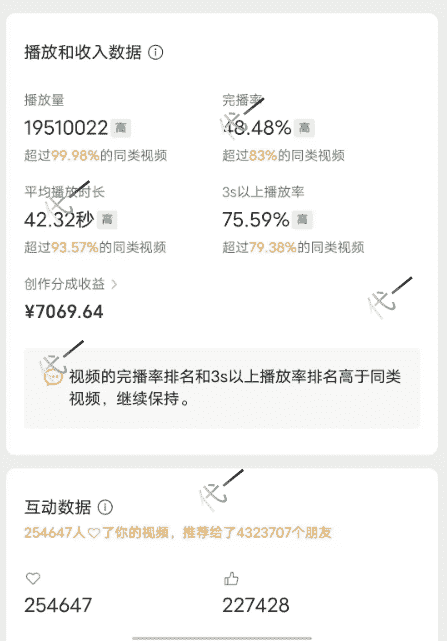 播放和收入数据
播放量 完播率
19510022 高 48.48% 高
超过99.98%的同类视频 超过83%的同类视频
平均播放时长 3s以上播放率
42.32秒 高 75.59% 高
超过93.57%的同类视频 超过79.38%的同类视频
创作分成收益
¥7069.64
视频的完播率排名和3s以上播放率排名高于同类
视频，继续保持。
互动数据
254647人♡了你的视频，推荐给了4323707个朋友
254647 227428